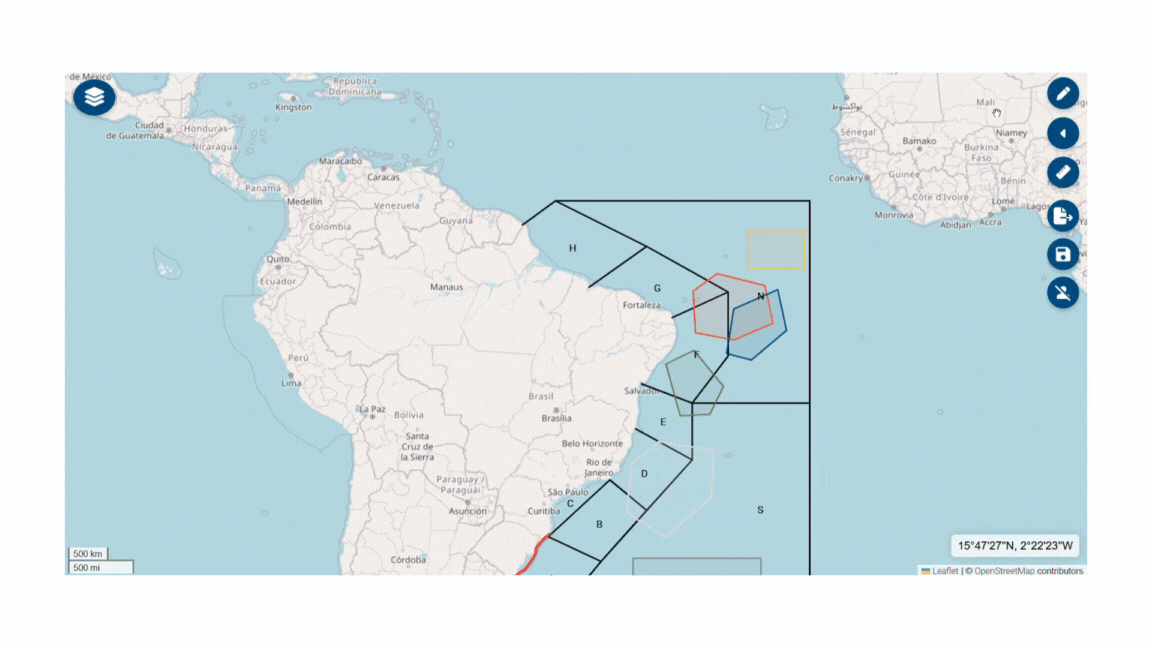 de México
República
Dominicana
Kingston
Ciudad
de Guatemala
Honduras
Nicaragua
Panamá
Maracaibo
Caracas
Medellín
Venezuela
Guyana
Colombia
Quito
Ecuador
Manaus
Fortaleza
Perú
Lima
Brasil
Salvador
La Paz
Bolivia
Brasília
Santa
Cruz de
la Sierra
Belo Horizonte
Rio de
Janeiro
Paraguay /
Paraguái
São Paulo
Asunción
Curitiba
Córdoba
H
G
N
F
E
D
C
B
S
نواكشوط
Mali
Sénégal
Bamako
Niamey
Burkina
Faso
Conakry
Guinée
Bénin
Côte d'Ivoire
Lomé
Lagos
Monrovia
Abidjan
Accra
500 km
500 mi
15°47'27"N, 2°22'23"W
Leaflet | © OpenStreetMap contributors